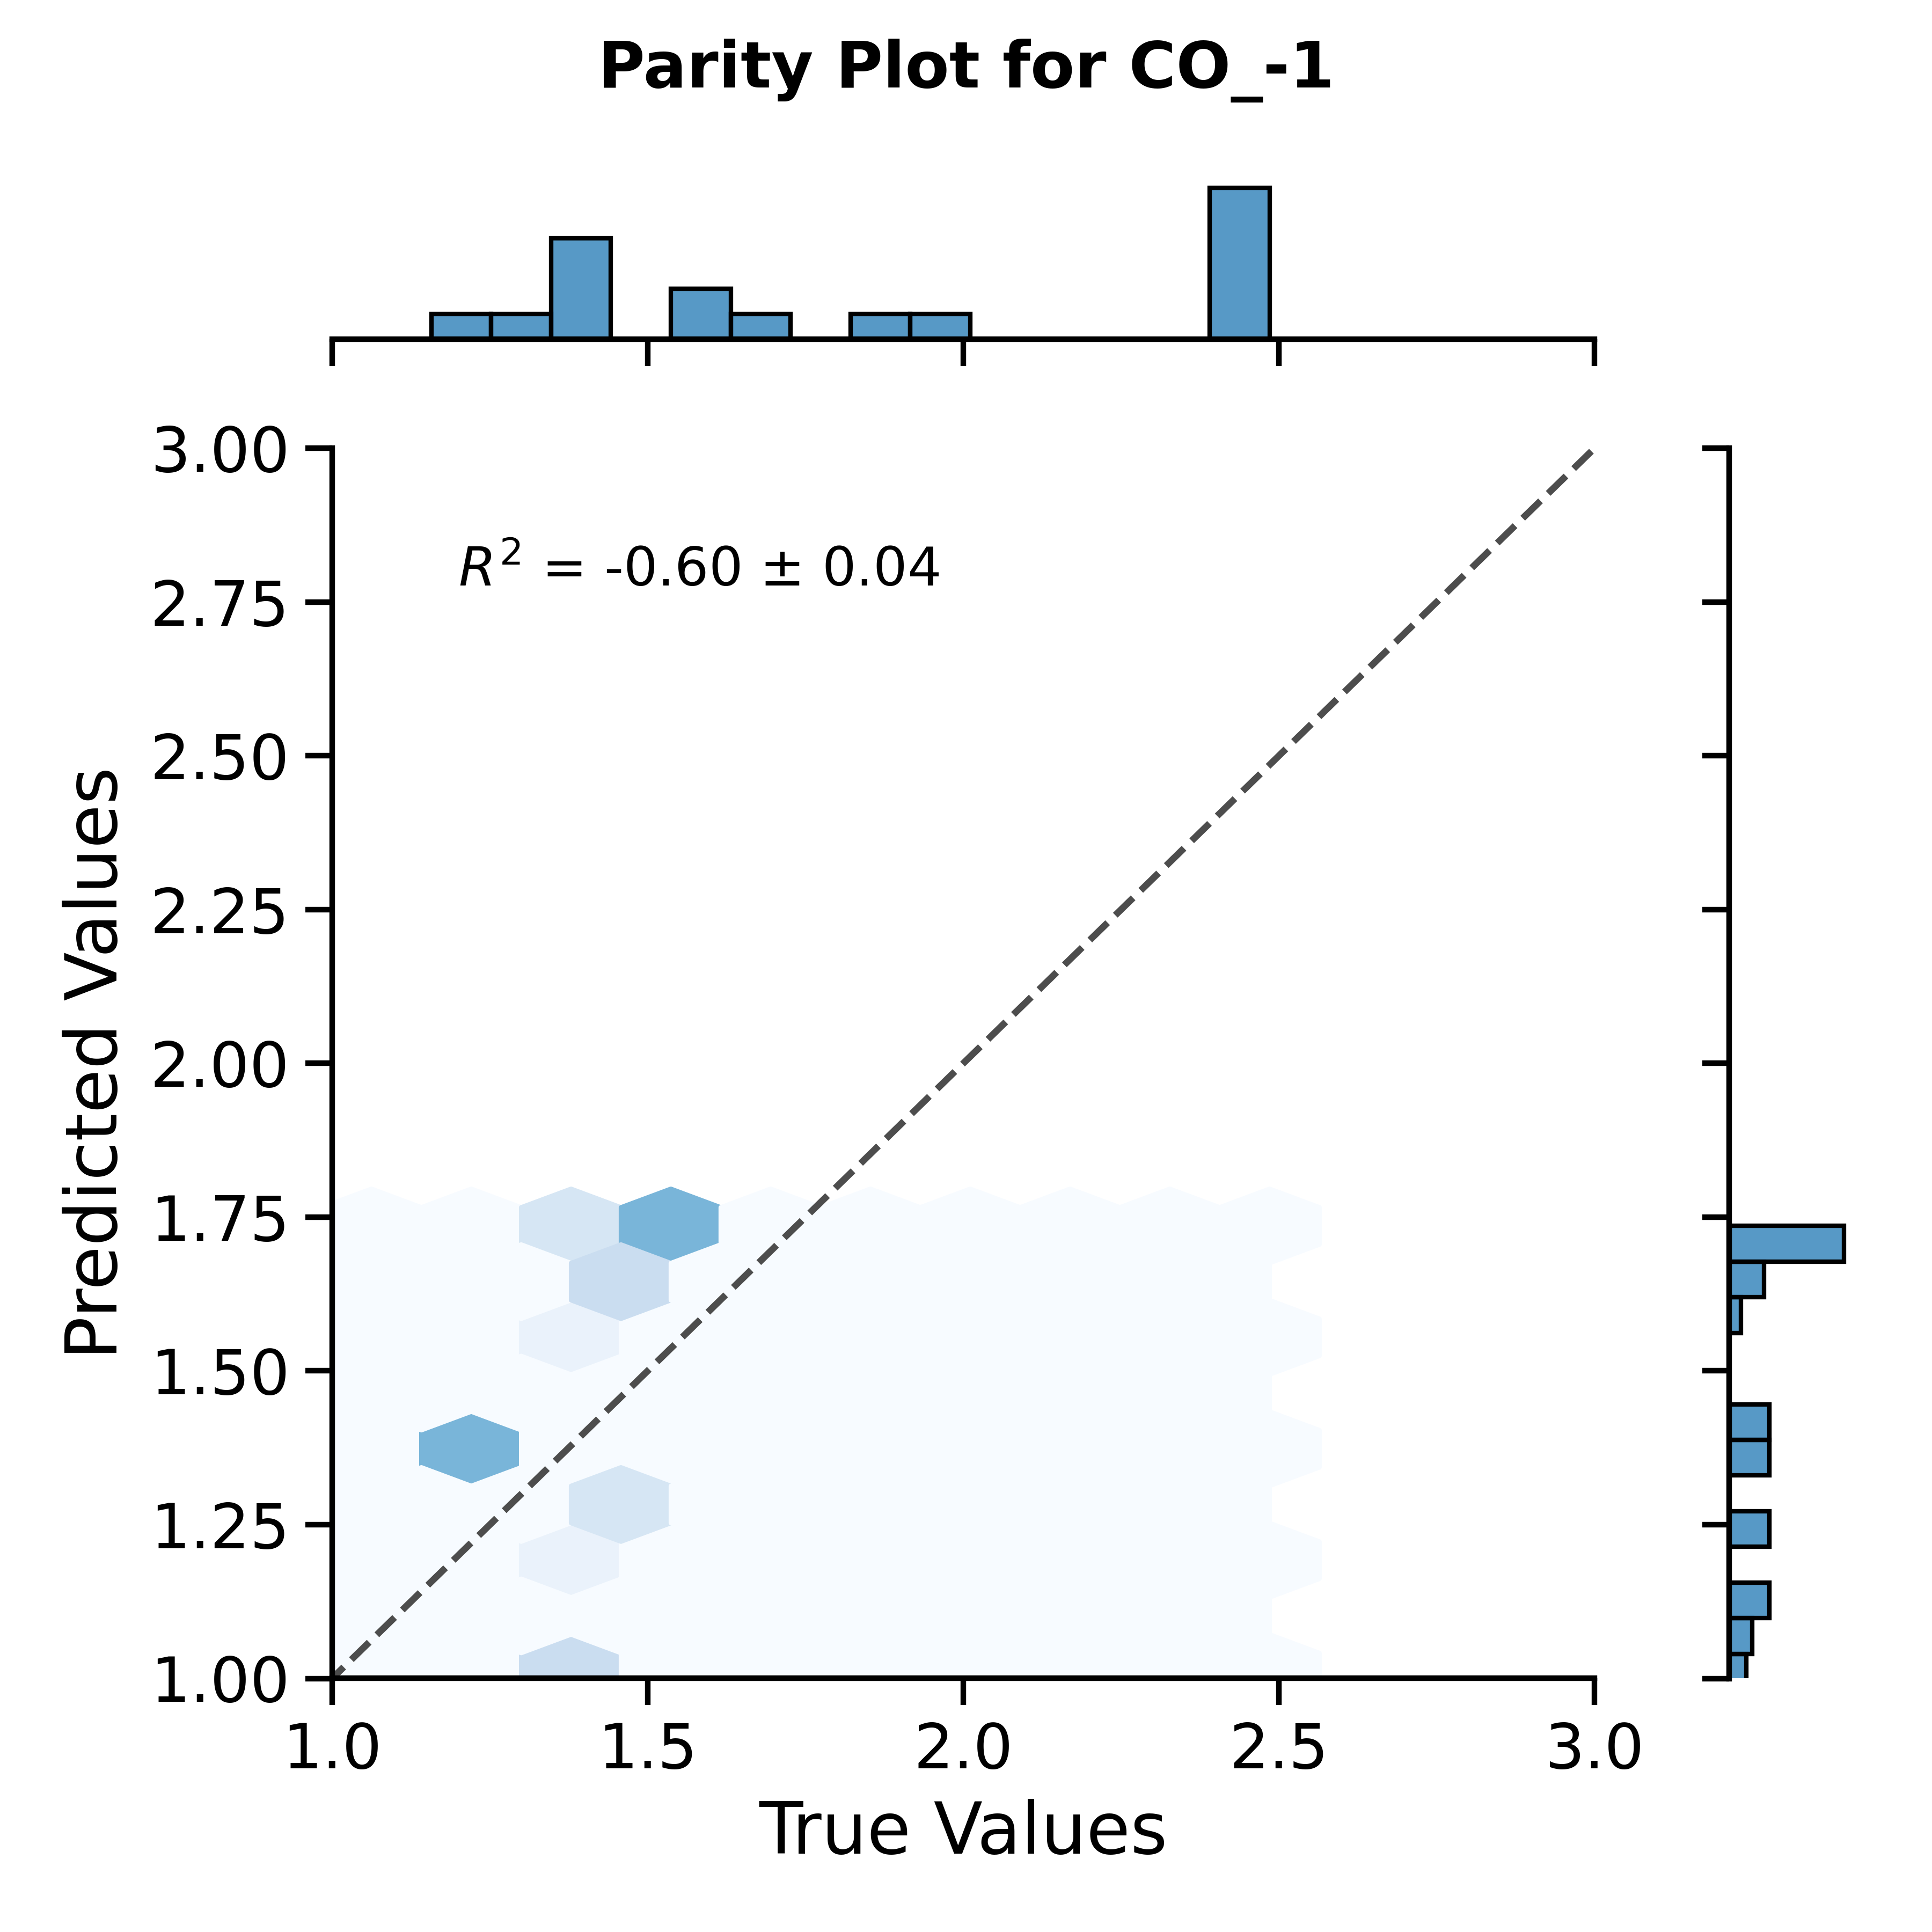 Parity Plot for CO_-1
R² = -0.60 ± 0.04
Predicted Values
3.00
2.75
2.50
2.25
2.00
1.75
1.50
1.25
1.00
1.0 1.5 2.0 2.5 3.0
True Values